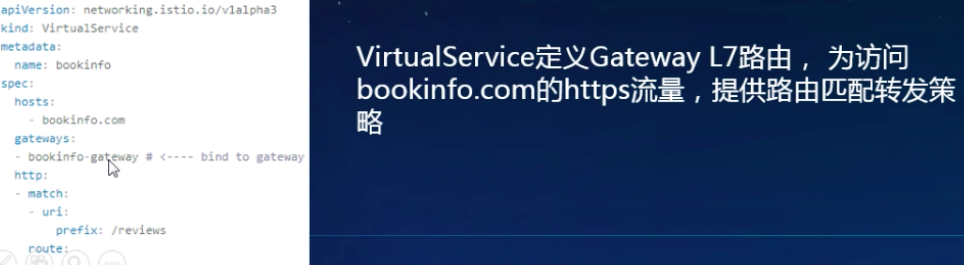 apiVersion: networking.istio.io/v1alpha3
kind: VirtualService
metadata:
  name: bookinfo
spec:
  hosts:
    - bookinfo.com
  gateways:
  - bookinfo-gateway # <---- bind to gateway
  http:
  - match:
    - uri:
        prefix: /reviews
    route:
VirtualService定义Gateway L7路由， 为访问
bookinfo.com的https流量，提供路由匹配转发策
略